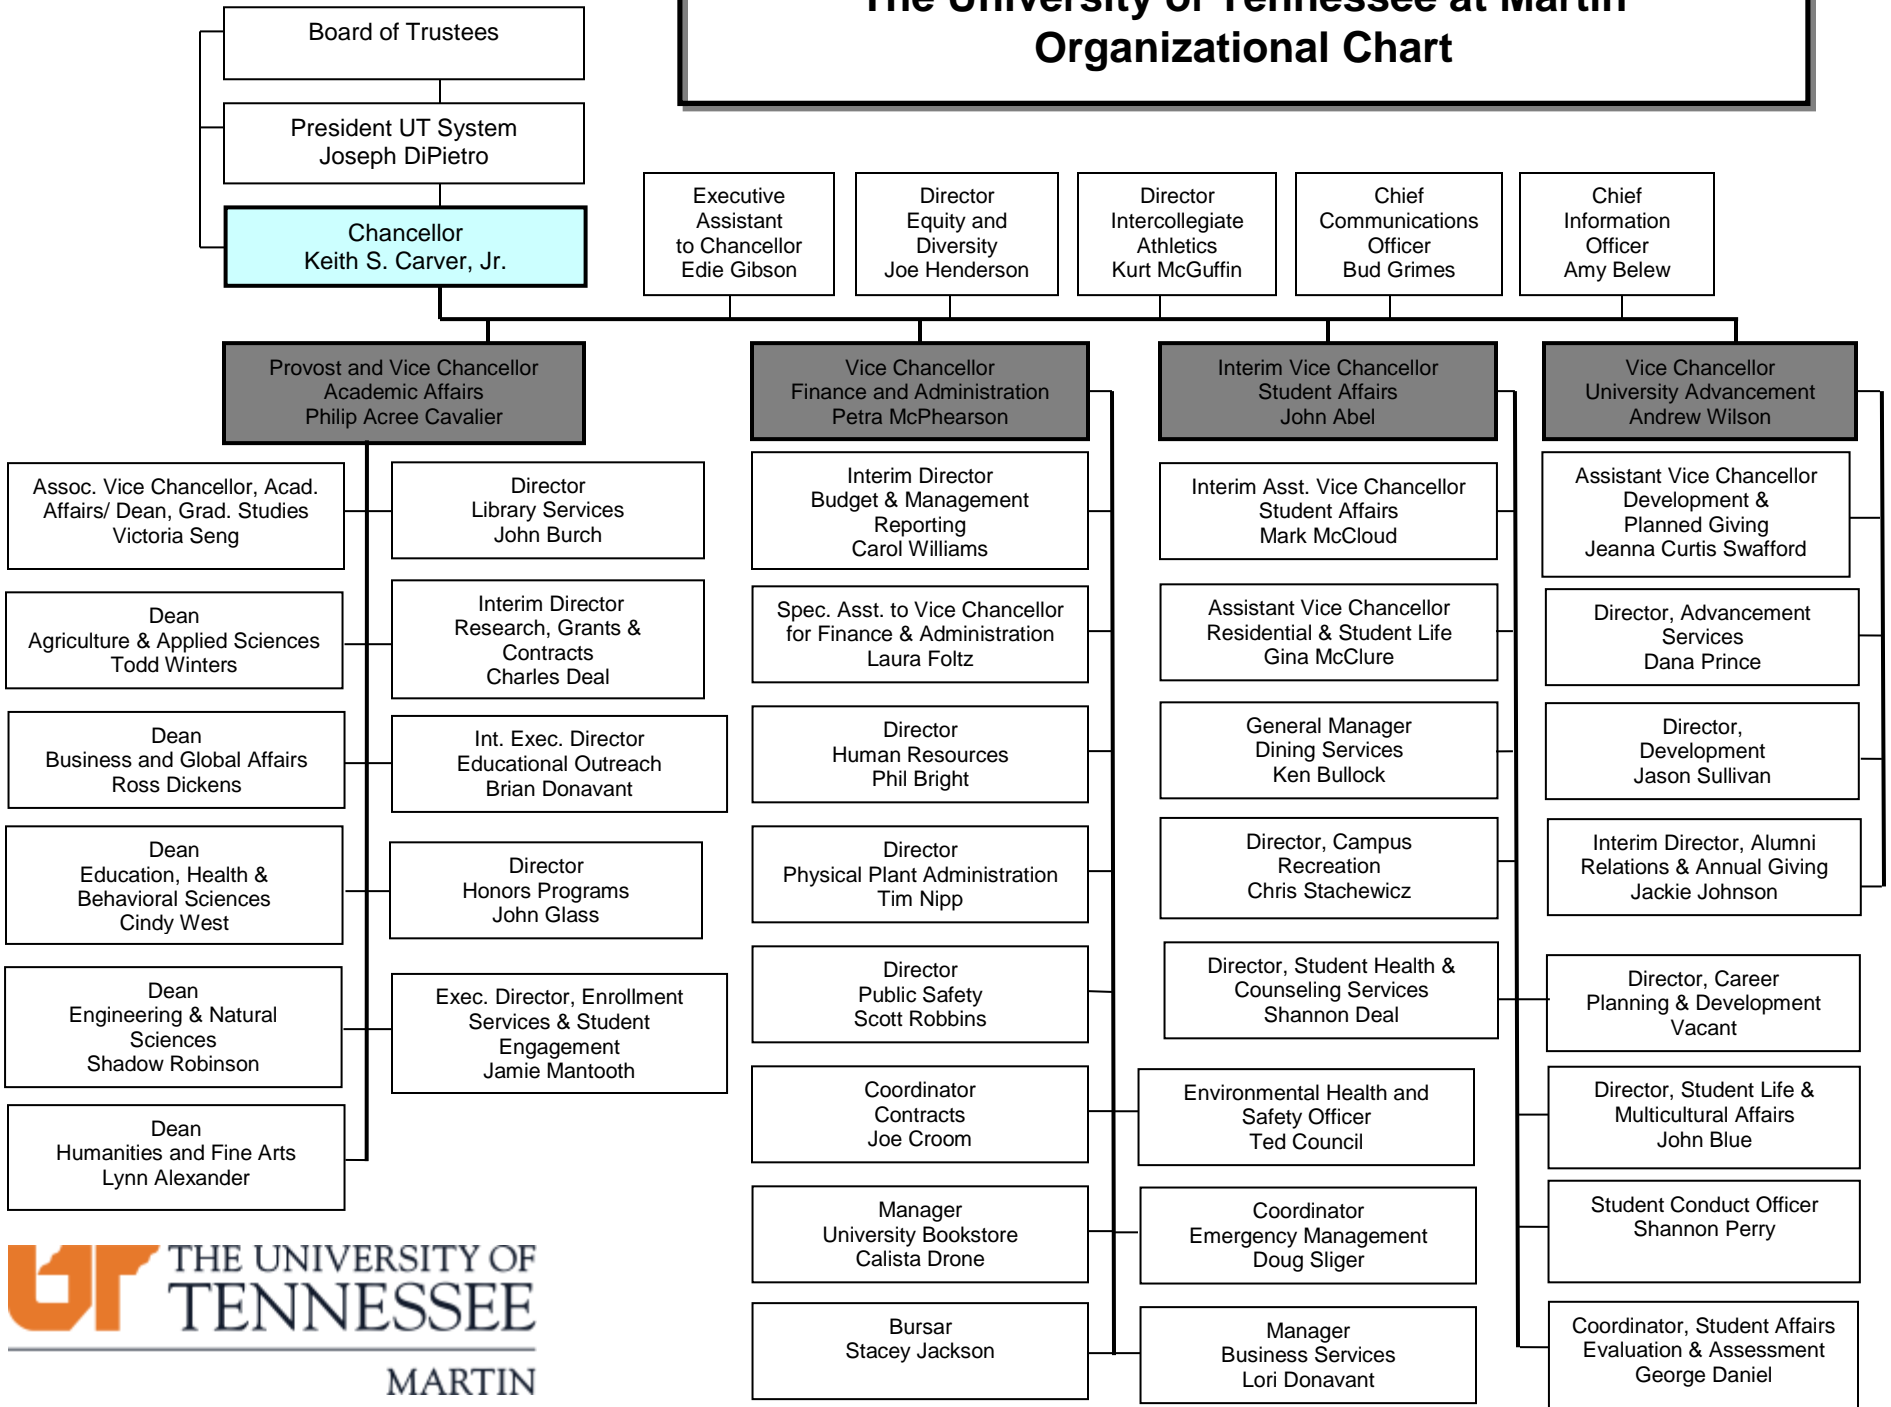 The University of Tennessee at Martin
Organizational Chart
Board of Trustees
President UT System
Joseph DiPietro
Chancellor
Keith S. Carver, Jr.
Executive
Assistant
to Chancellor
Edie Gibson
Director
Equity and
Diversity
Joe Henderson
Director
Intercollegiate
Athletics
Kurt McGuffin
Chief
Communications
Officer
Bud Grimes
Chief
Information
Officer
Amy Belew
Provost and Vice Chancellor
Academic Affairs
Philip Acree Cavalier
Vice Chancellor
Finance and Administration
Petra McPhearson
Interim Vice Chancellor
Student Affairs
John Abel
Vice Chancellor
University Advancement
Andrew Wilson
Assoc. Vice Chancellor, Acad.
Affairs/ Dean, Grad. Studies
Victoria Seng
Dean
Agriculture & Applied Sciences
Todd Winters
Dean
Business and Global Affairs
Ross Dickens
Dean
Education, Health &
Behavioral Sciences
Cindy West
Dean
Engineering & Natural
Sciences
Shadow Robinson
Dean
Humanities and Fine Arts
Lynn Alexander
Director
Library Services
John Burch
Interim Director
Research, Grants &
Contracts
Charles Deal
Int. Exec. Director
Educational Outreach
Brian Donavant
Director
Honors Programs
John Glass
Exec. Director, Enrollment
Services & Student
Engagement
Jamie Mantooth
Interim Director
Budget & Management
Reporting
Carol Williams
Spec. Asst. to Vice Chancellor
for Finance & Administration
Laura Foltz
Director
Human Resources
Phil Bright
Director
Physical Plant Administration
Tim Nipp
Director
Public Safety
Scott Robbins
Coordinator
Contracts
Joe Croom
Manager
University Bookstore
Calista Drone
Bursar
Stacey Jackson
Environmental Health and
Safety Officer
Ted Council
Coordinator
Emergency Management
Doug Sliger
Manager
Business Services
Lori Donavant
Interim Asst. Vice Chancellor
Student Affairs
Mark McCloud
Assistant Vice Chancellor
Residential & Student Life
Gina McClure
General Manager
Dining Services
Ken Bullock
Director, Campus
Recreation
Chris Stachewicz
Director, Student Health &
Counseling Services
Shannon Deal
Assistant Vice Chancellor
Development &
Planned Giving
Jeanna Curtis Swafford
Director, Advancement
Services
Dana Prince
Director,
Development
Jason Sullivan
Interim Director, Alumni
Relations & Annual Giving
Jackie Johnson
Director, Career
Planning & Development
Vacant
Director, Student Life &
Multicultural Affairs
John Blue
Student Conduct Officer
Shannon Perry
Coordinator, Student Affairs
Evaluation & Assessment
George Daniel
UT
THE UNIVERSITY OF
TENNESSEE
MARTIN